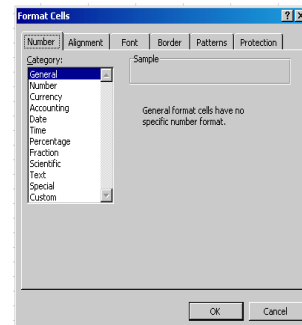 Format Cells
Number Alignment Font Border Patterns Protection
Category:
General
Number
Currency
Accounting
Date
Time
Percentage
Fraction
Scientific
Text
Special
Custom
Sample
General format cells have no
specific number format.
OK Cancel